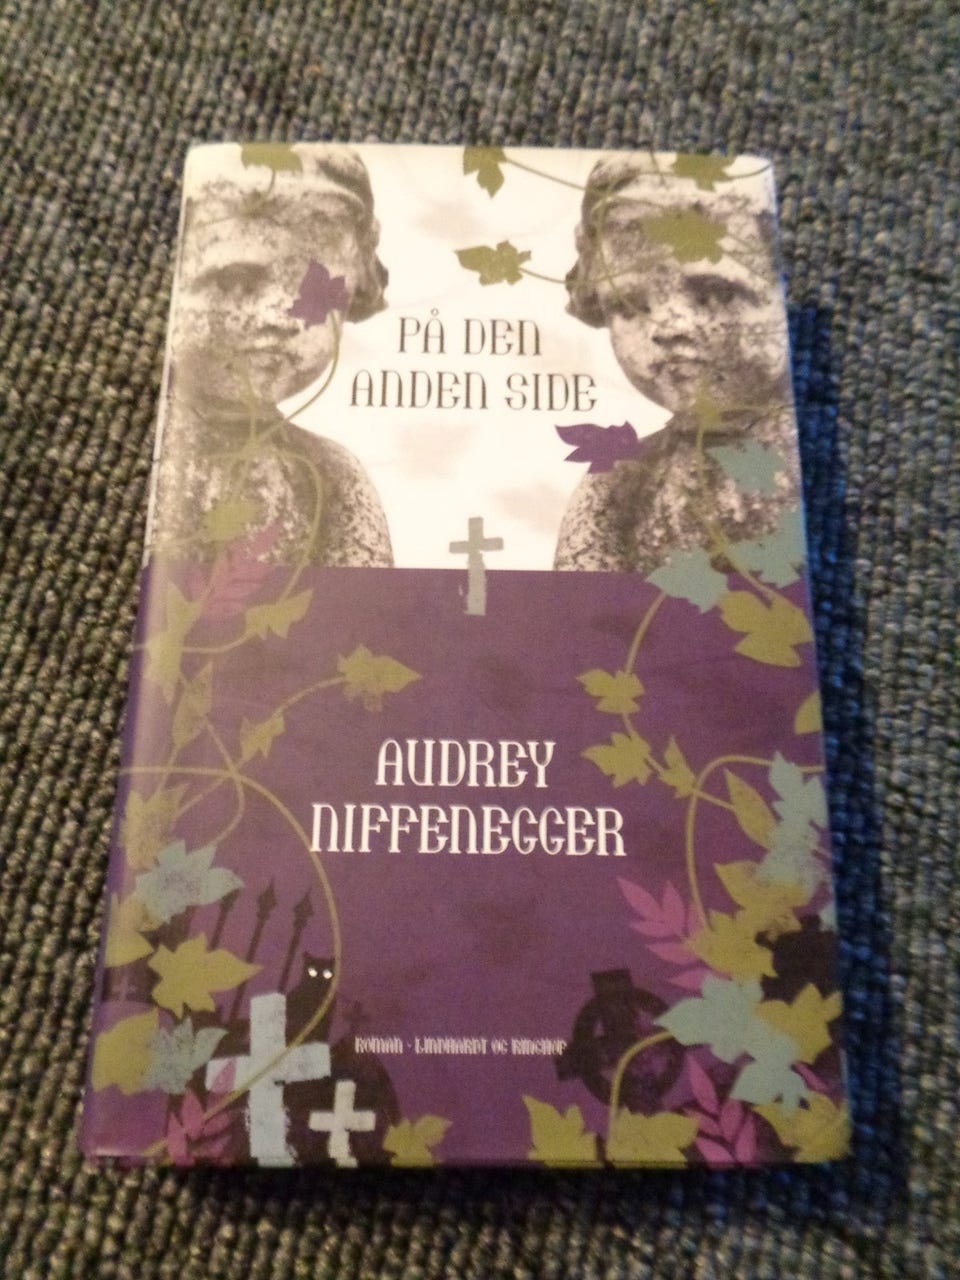 PÅ DEN
ANDEN SIDE
AUDREY
NIFFENEGGER
ROMAN · LINDHARDT OG RINGHOF